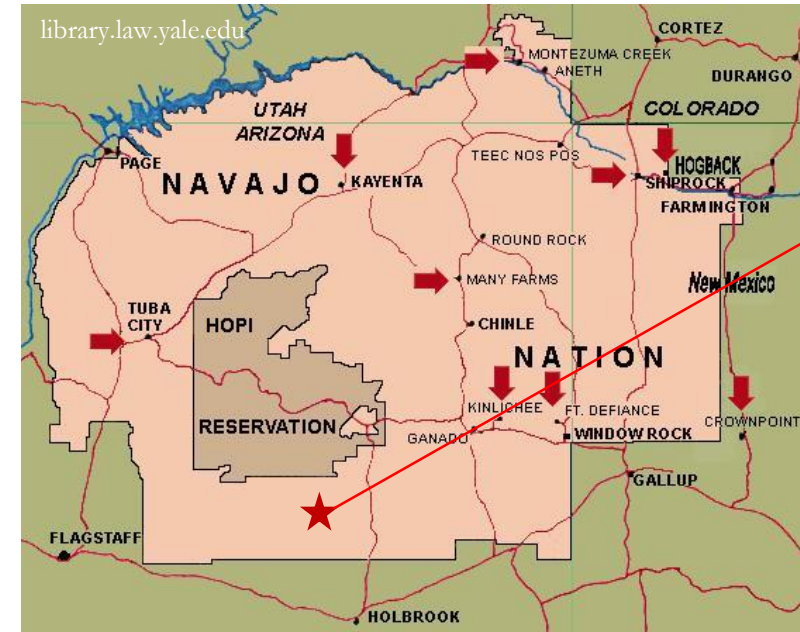 library.law.yale.edu
CORTEZ
MONTEZUMA CREEK
ANETH
DURANGO
UTAH
ARIZONA
COLORADO
PAGE
TEEC NOS POS
HOGBACK
NAVAJO
KAYENTA
SHIPROCK
FARMINGTON
ROUND ROCK
MANY FARMS
New Mexico
TUBA
CITY
HOPI
CHINLE
NATION
KINLICHEE
FT. DEFIANCE
RESERVATION
GANADO
WINDOW ROCK
CROWNPOINT
GALLUP
FLAGSTAFF
HOLBROOK